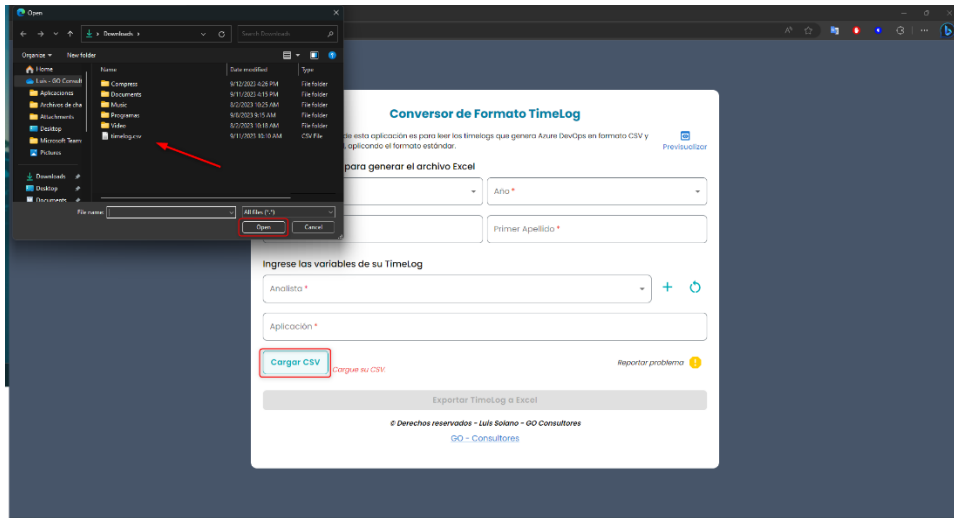 Open
Downloads
Search Downloads
Organize
New folder
Home
Luis - GO Consult
Aplicaciones
Archivos de cha
Attachments
Desktop
Microsoft Team
Pictures
Downloads
Desktop
Documents
Name
Date modified
Type
Compress
9/12/2023 4:26 PM
File folder
Documents
9/11/2023 4:13 PM
File folder
Music
8/2/2023 10:25 AM
File folder
Programas
9/6/2023 9:15 AM
File folder
Video
8/2/2023 10:18 AM
File folder
timelog.csv
9/11/2023 10:10 AM
CSV File
File name:
All files (*.*)
Open
Cancel
Conversor de Formato TimeLog
de esta aplicación es para leer los timelogs que genera Azure DevOps en formato CSV y
, aplicando el formato estándar.
Previsualizar
para generar el archivo Excel
Año *
Primer Apellido *
Ingrese las variables de su TimeLog
Analista *
Aplicación *
Cargar CSV
Cargue su CSV.
Reportar problema
Exportar TimeLog a Excel
© Derechos reservados - Luis Solano - GO Consultores
GO - Consultores